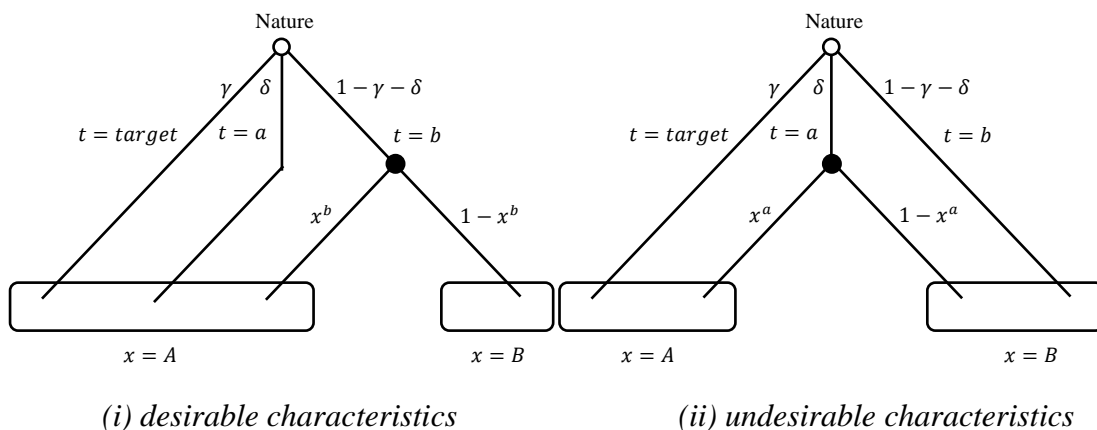 Nature
γ δ 1 − γ − δ
t = target t = a t = b
x^b 1 − x^b
x = A x = B
(i) desirable characteristics
Nature
γ δ 1 − γ − δ
t = target t = a t = b
x^a 1 − x^a
x = A x = B
(ii) undesirable characteristics